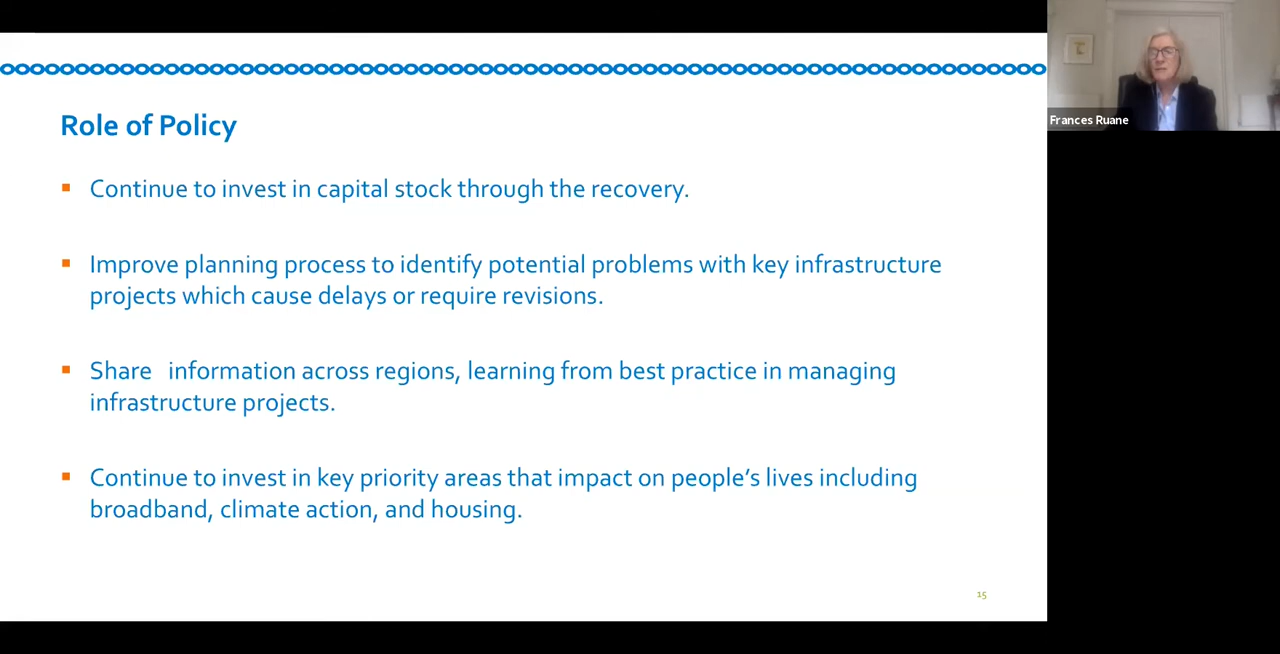 Role of Policy
Continue to invest in capital stock through the recovery.
Improve planning process to identify potential problems with key infrastructure
projects which cause delays or require revisions.
Share information across regions, learning from best practice in managing
infrastructure projects.
Continue to invest in key priority areas that impact on people’s lives including
broadband, climate action, and housing.
15
Frances Ruane